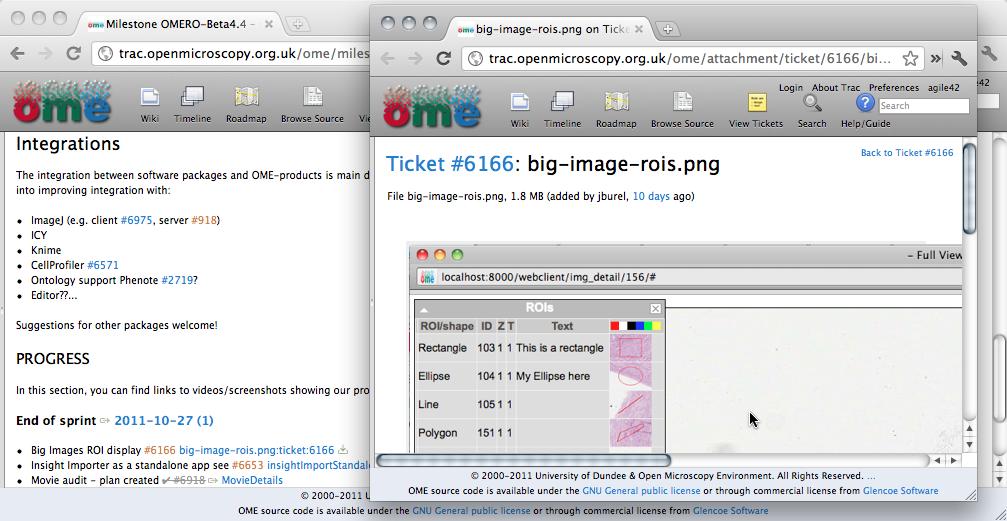 Milestone OMERO-Beta4.4 –
trac.openmicroscopy.org.uk/ome/miles
ome
Wiki
Timeline
Roadmap
Browse Source
Integrations
The integration between software packages and OME-products is main d
into improving integration with:
ImageJ (e.g. client #6975, server #918)
ICY
Knime
CellProfiler #6571
Ontology support Phenote #2719?
Editor??...
Suggestions for other packages welcome!
PROGRESS
In this section, you can find links to videos/screenshots showing our pro
End of sprint 2011-10-27 (1)
Big Images ROI display #6166 big-image-rois.png:ticket:6166
Insight Importer as a standalone app see #6653 insightImportStandalo
Movie audit - plan created ✔ #6918 MovieDetails
© 2000–2011 Univ
OME source code is available under the GNU General public license or through commercial license from Glencoe Software
big-image-rois.png on Ticke
trac.openmicroscopy.org.uk/ome/attachment/ticket/6166/bi...
Login About Trac Preferences agile42
ome
Wiki
Timeline
Roadmap
Browse Source
View Tickets
Search
Help/Guide
Search
Back to Ticket #6166
Ticket #6166: big-image-rois.png
File big-image-rois.png, 1.8 MB (added by jburel, 10 days ago)
– Full View
localhost:8000/webclient/img_detail/156/#
ROIs
ROI/shape ID Z T Text
Rectangle 103 1 1 This is a rectangle
Ellipse 104 1 1 My Ellipse here
Line 105 1 1
Polygon 151 1 1
© 2000–2011 University of Dundee & Open Microscopy Environment. All Rights Reserved. ...
OME source code is available under the GNU General public license or through commercial license from Glencoe Software
42